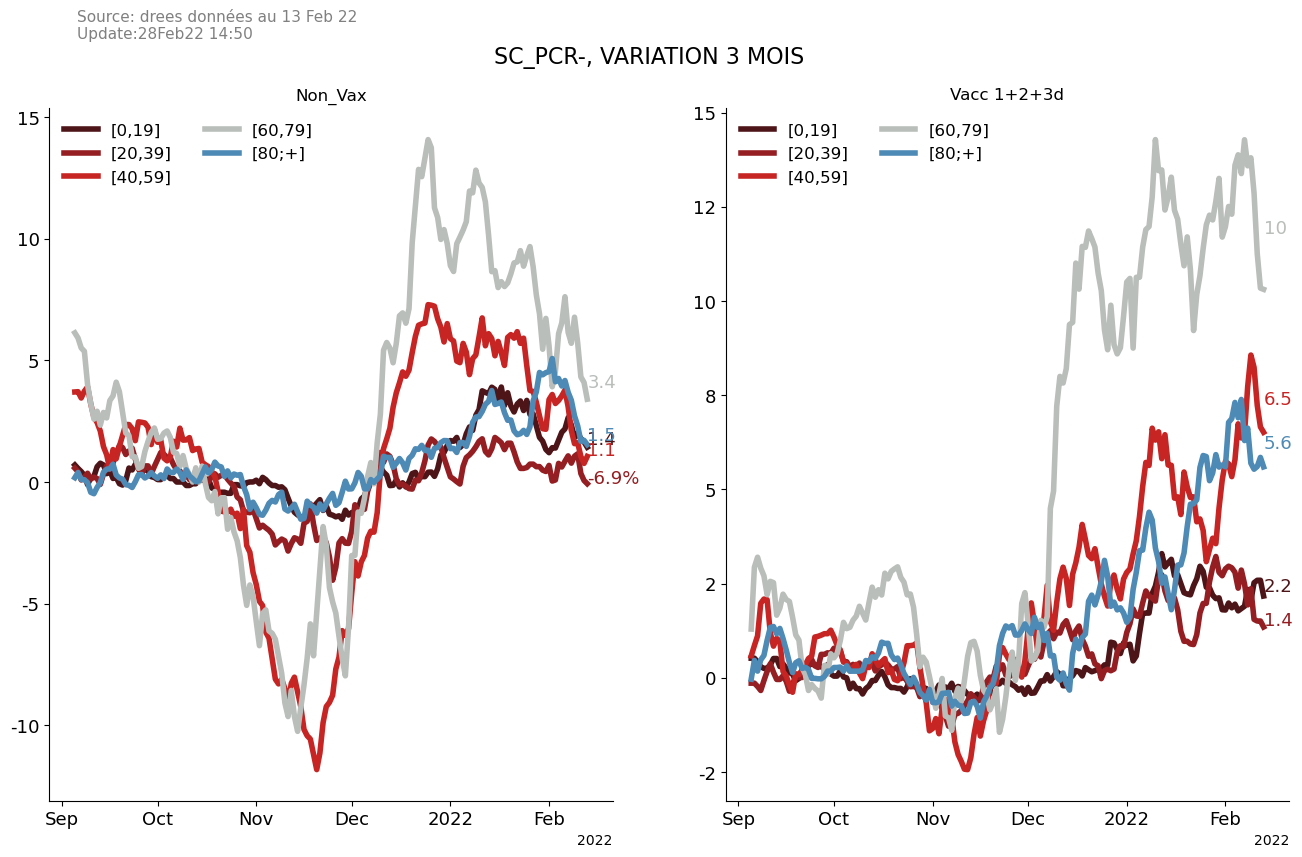 Source: drees données au 13 Feb 22
Update:28Feb22 14:50
SC_PCR-, VARIATION 3 MOIS
Non_Vax
[0,19]
[20,39]
[40,59]
[60,79]
[80;+]
15
10
5
0
-5
-10
3.4
1.5
1.1
-6.9%
Sep
Oct
Nov
Dec
2022
Feb
2022
Vacc 1+2+3d
[0,19]
[20,39]
[40,59]
[60,79]
[80;+]
15
12
10
8
5
2
0
-2
10
6.5
5.6
2.2
1.4
Sep
Oct
Nov
Dec
2022
Feb
2022